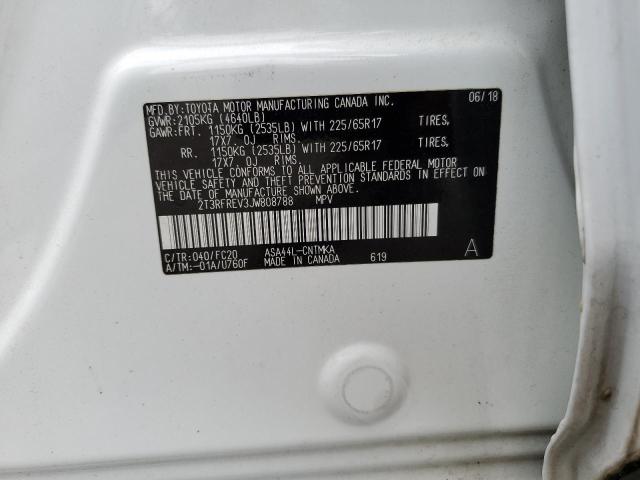 MFD.BY:TOYOTA MOTOR MANUFACTURING CANADA INC. 06/18
GVWR:2105KG (4640LB)
GAWR:FRT. 1150KG (2535LB) WITH 225/65R17 TIRES,
17X7. 0J RIMS.
RR. 1150KG (2535LB) WITH 225/65R17 TIRES,
17X7. 0J RIMS.
THIS VEHICLE CONFORMS TO ALL APPLICABLE FEDERAL MOTOR
VEHICLE SAFETY, BUMPER, AND THEFT PREVENTION STANDARDS IN EFFECT
ON THE DATE OF MANUFACTURE SHOWN ABOVE.
2T3RFREV3JW808788 MPV
C/TR:040/FC20 ASA44L-CNTMKA A
A/TM:-01A/U760F MADE IN CANADA 619